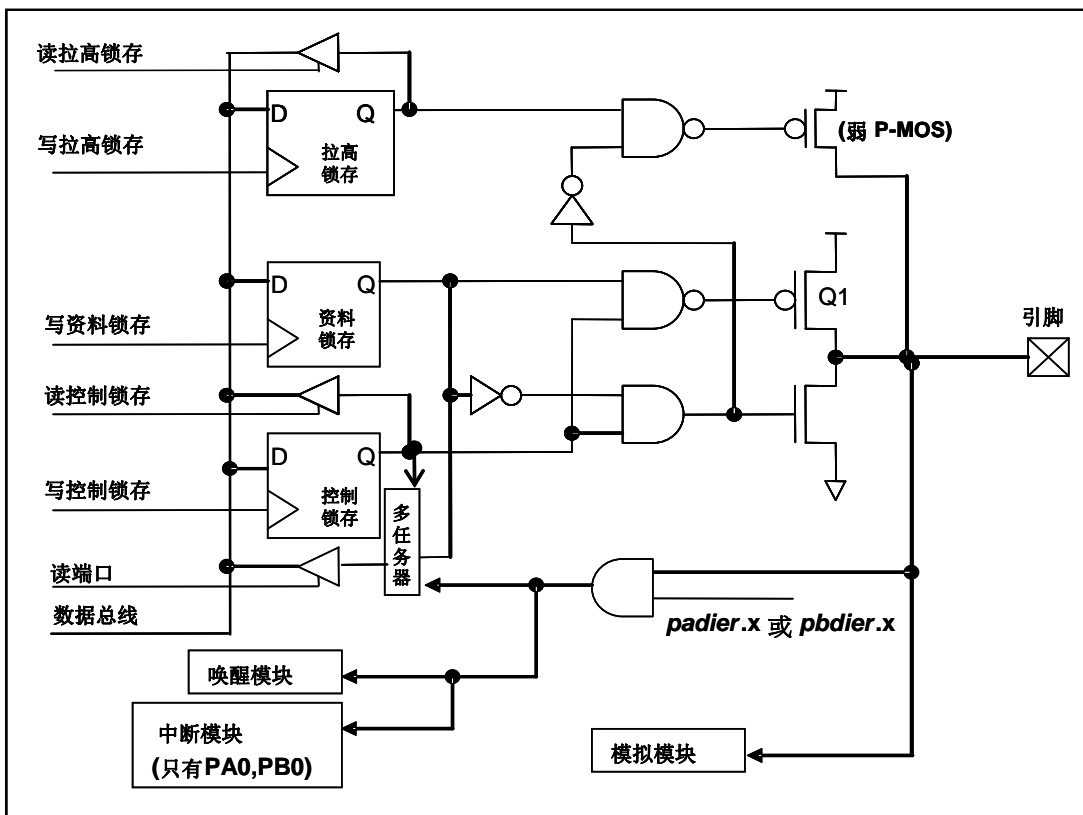 读拉高锁存
D
Q
(弱 P-MOS)
写拉高锁存
拉高
锁存
D
Q
Q1
资料
锁存
写资料锁存
引脚
读控制锁存
D
Q
写控制锁存
控制
锁存
多
任
务
器
读端口
数据总线
padier.x 或 pbdier.x
唤醒模块
中断模块
(只有PA0,PB0)
模拟模块